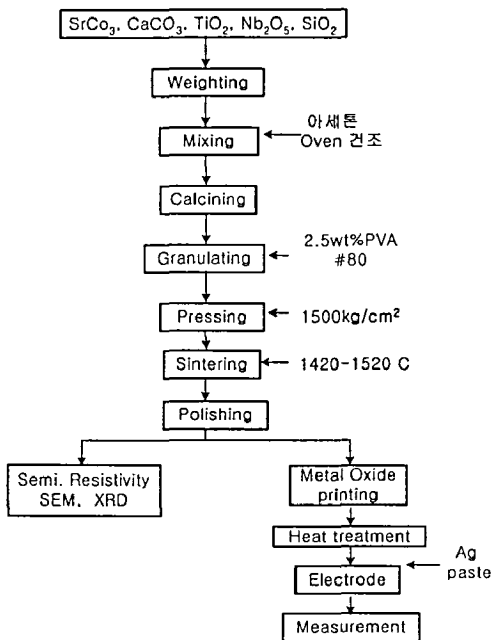 SrCo₃, CaCO₃, TiO₂, Nb₂O₅, SiO₂
Weighting
Mixing
아세톤
Oven 건조
Calcining
Granulating
2.5wt%PVA
#80
Pressing
1500kg/cm²
Sintering
1420-1520 C
Polishing
Semi. Resistivity
SEM, XRD
Metal Oxide
printing
Heat treatment
Electrode
Ag
paste
Measurement